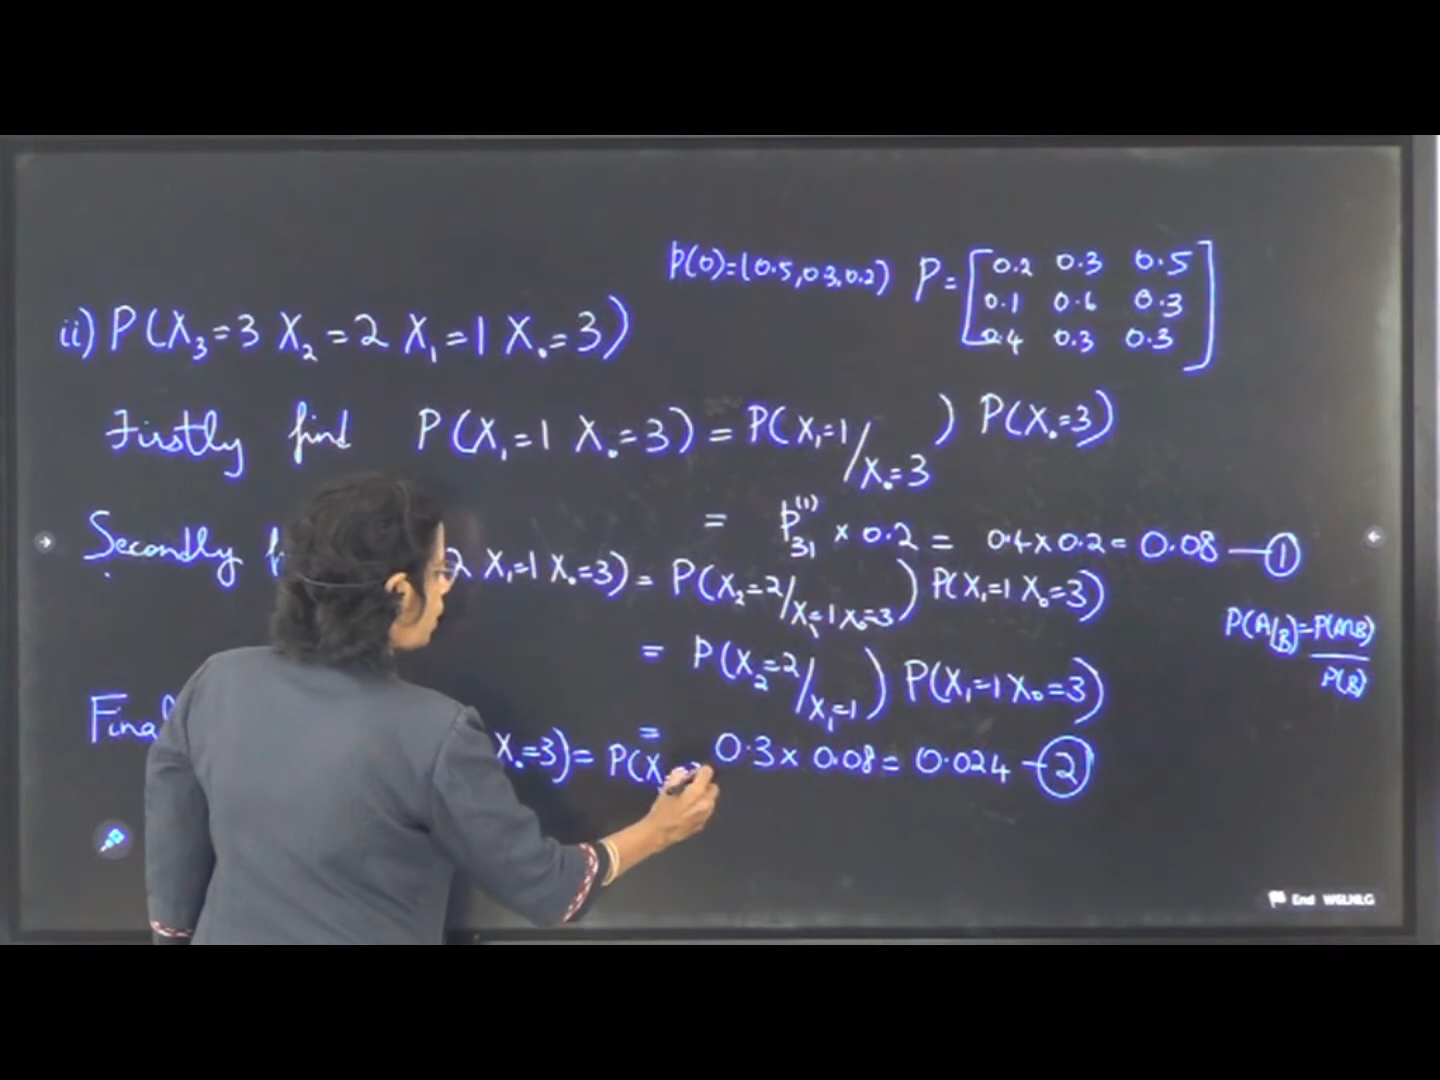 p(0)=(0.5,0.3,0.2) P=[0.2 0.3 0.5
0.1 0.6 0.3
0.4 0.3 0.3]
ii) P(X₃=3 X₂=2 X₁=1 X₀=3)
Firstly find P(X₁=1 X₀=3) = P(X₁=1/X₀=3) P(X₀=3)
= p₃₁⁽¹⁾ × 0.2 = 0.4×0.2 = 0.08 — ①
Secondly 2 X₁=1 X₀=3) = P(X₂=2/X₁=1 X₀=3) P(X₁=1 X₀=3)
P(A/B)=P(A∩B)/P(B)
= P(X₂=2/X₁=1) P(X₁=1 X₀=3)
= 0.3 × 0.08 = 0.024 — ②
X₀=3) = P(X
End W6LNLG